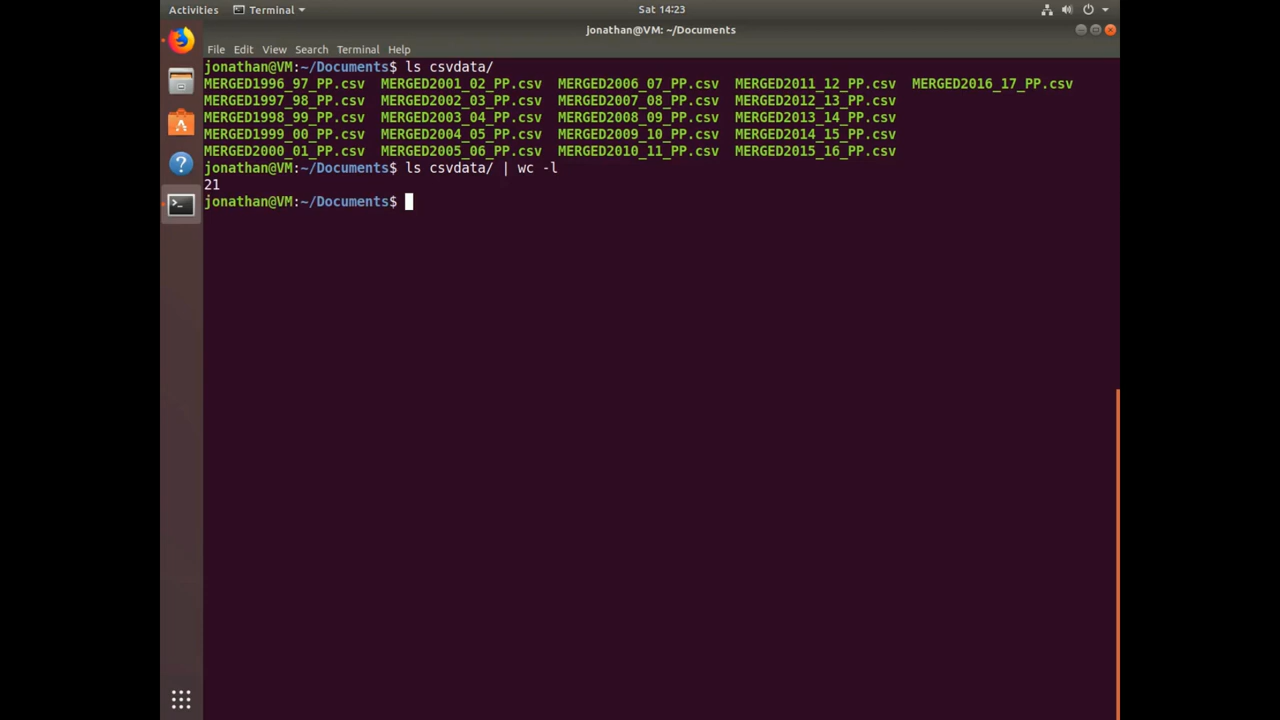 Activities Terminal Sat 14:23
jonathan@VM: ~/Documents
File Edit View Search Terminal Help
jonathan@VM:~/Documents$ ls csvdata/
MERGED1996_97_PP.csv MERGED2001_02_PP.csv MERGED2006_07_PP.csv MERGED2011_12_PP.csv MERGED2016_17_PP.csv
MERGED1997_98_PP.csv MERGED2002_03_PP.csv MERGED2007_08_PP.csv MERGED2012_13_PP.csv
MERGED1998_99_PP.csv MERGED2003_04_PP.csv MERGED2008_09_PP.csv MERGED2013_14_PP.csv
MERGED1999_00_PP.csv MERGED2004_05_PP.csv MERGED2009_10_PP.csv MERGED2014_15_PP.csv
MERGED2000_01_PP.csv MERGED2005_06_PP.csv MERGED2010_11_PP.csv MERGED2015_16_PP.csv
jonathan@VM:~/Documents$ ls csvdata/ | wc -l
21
jonathan@VM:~/Documents$